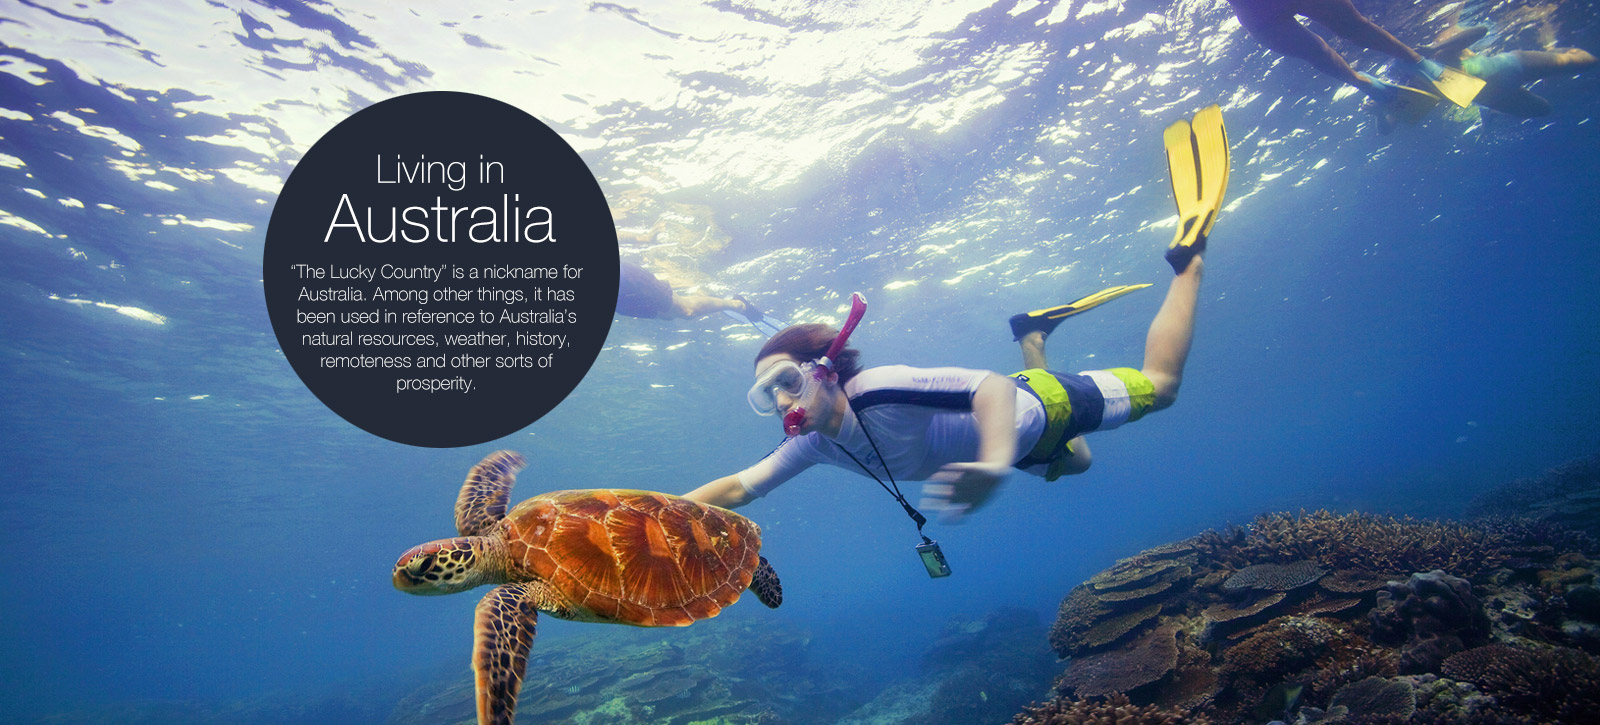 Living in
Australia
“The Lucky Country” is a nickname for
Australia. Among other things, it has
been used in reference to Australia’s
natural resources, weather, history,
remoteness and other sorts of
prosperity.